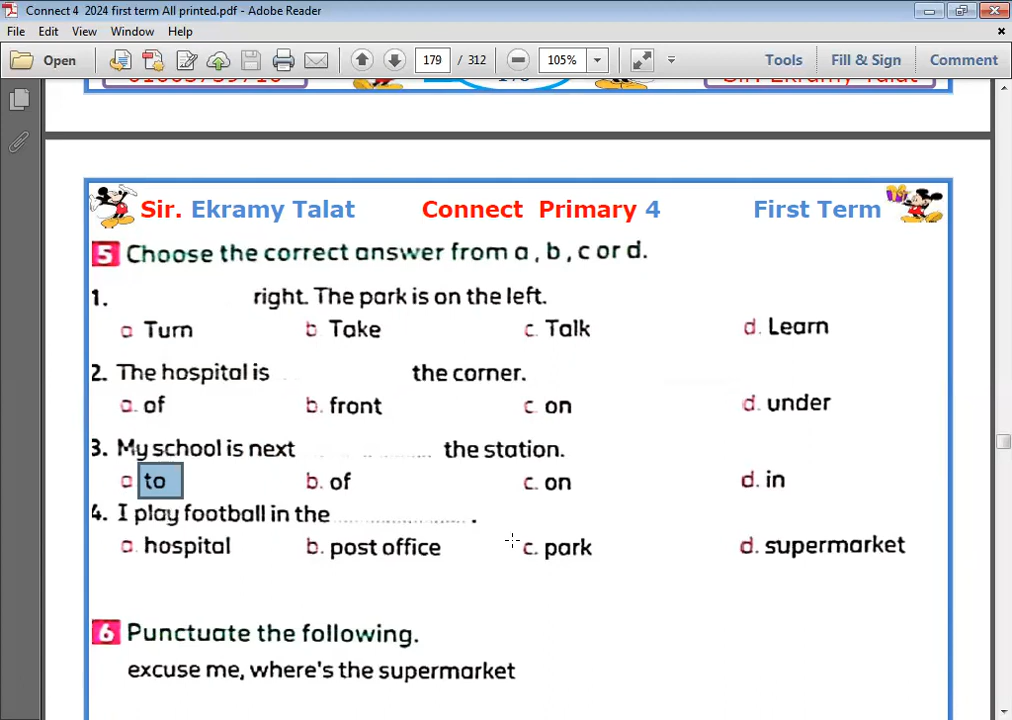 Connect 4 2024 first term All printed.pdf - Adobe Reader
File Edit View Window Help
Open 179 / 312 105% Tools Fill & Sign Comment
Sir. Ekramy Talat
Sir. Ekramy Talat Connect Primary 4 First Term
5 Choose the correct answer from a , b , c or d.
1. right. The park is on the left.
a Turn b Take c. Talk d. Learn
2. The hospital is the corner.
a. of b. front c. on d. under
3. My school is next the station.
a to b. of c. on d. in
4. I play football in the .
a. hospital b. post office c. park d. supermarket
6 Punctuate the following.
excuse me, where's the supermarket